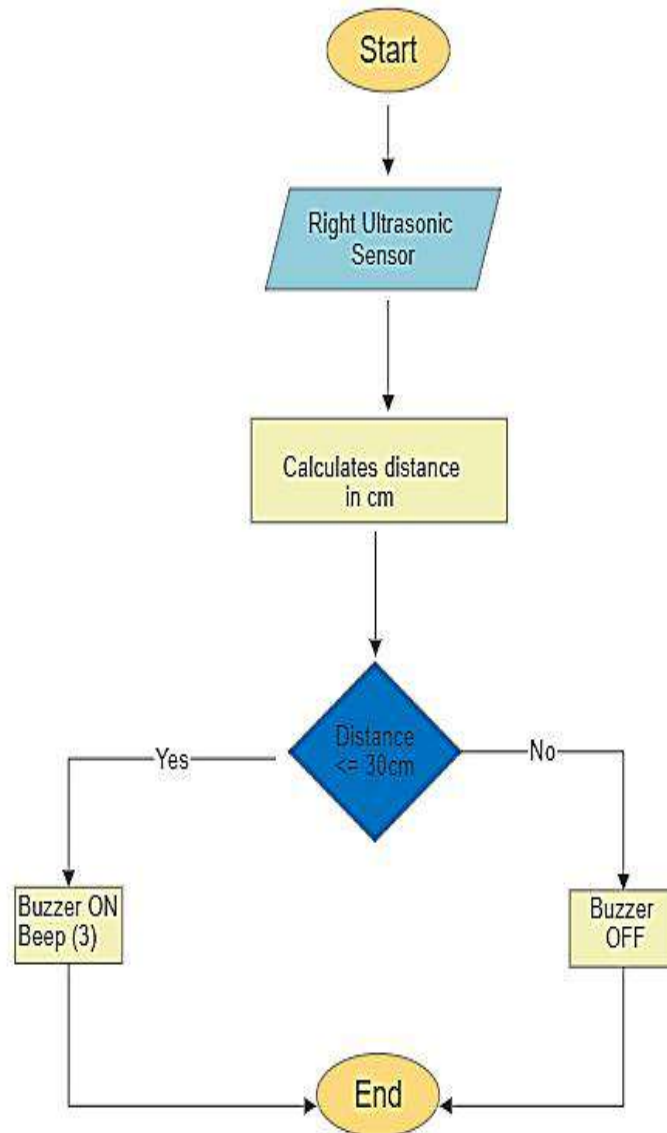 Start
Right Ultrasonic
Sensor
Calculates distance
in cm
Distance
<= 30cm
Yes
No
Buzzer ON
Beep (3)
Buzzer
OFF
End